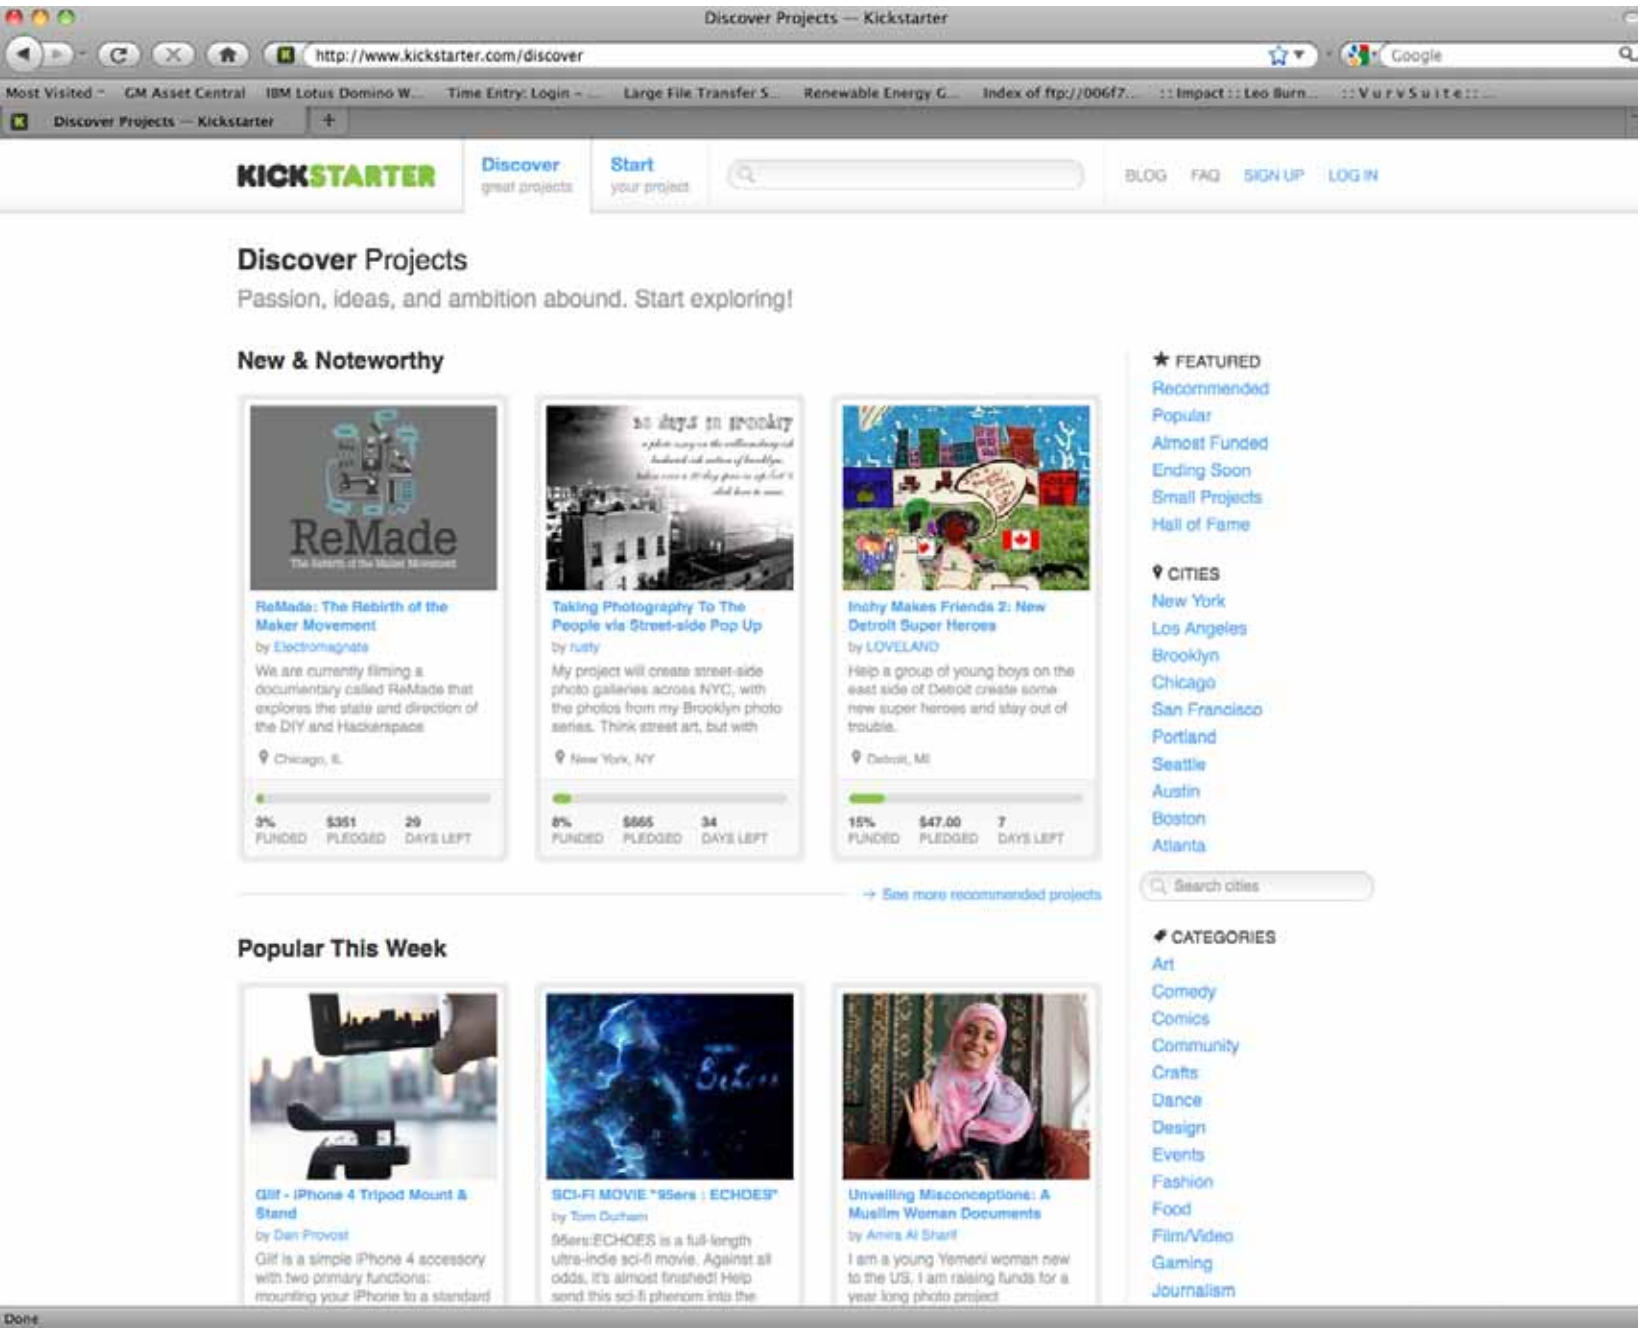 Discover Projects — Kickstarter
http://www.kickstarter.com/discover
Google
Most Visited
GM Asset Central
IBM Lotus Domino W...
Time Entry: Login – ...
Large File Transfer S...
Renewable Energy G...
Index of ftp://006f7...
:: Impact :: Leo Burn...
:: V u r v S u i t e :: ...
Discover Projects — Kickstarter
+
KICKSTARTER
Discover
great projects
Start
your project
BLOG FAQ SIGN UP LOG IN
Discover Projects
Passion, ideas, and ambition abound. Start exploring!
New & Noteworthy
ReMade
The Rebirth of the Maker Movement
ReMade: The Rebirth of the
Maker Movement
by Electromagnate
We are currently filming a
documentary called ReMade that
explores the state and direction of
the DIY and Hackerspace
Chicago, IL
3% $351 29
FUNDED PLEDGED DAYS LEFT
Taking Photography To The
People via Street-side Pop Up
by rusty
My project will create street-side
photo galleries across NYC, with
the photos from my Brooklyn photo
series. Think street art, but with
New York, NY
8% $665 34
FUNDED PLEDGED DAYS LEFT
Inchy Makes Friends 2: New
Detroit Super Heroes
by LOVELAND
Help a group of young boys on the
east side of Detroit create some
new super heroes and stay out of
trouble.
Detroit, MI
15% $47.00 7
FUNDED PLEDGED DAYS LEFT
→ See more recommended projects
Popular This Week
Glif - iPhone 4 Tripod Mount &
Stand
by Dan Provost
Glif is a simple iPhone 4 accessory
with two primary functions:
mounting your iPhone to a standard
SCI-FI MOVIE "95ers : ECHOES"
by Tom Durham
95ers:ECHOES is a full-length
ultra-indie sci-fi movie. Against all
odds, it's almost finished! Help
send this sci-fi phenom into the
Unveiling Misconceptions: A
Muslim Woman Documents
by Amira Al Sharif
I am a young Yemeni woman new
to the US. I am raising funds for a
year long photo project
FEATURED
Recommended
Popular
Almost Funded
Ending Soon
Small Projects
Hall of Fame
CITIES
New York
Los Angeles
Brooklyn
Chicago
San Francisco
Portland
Seattle
Austin
Boston
Atlanta
Search cities
CATEGORIES
Art
Comedy
Comics
Community
Crafts
Dance
Design
Events
Fashion
Food
Film/Video
Gaming
Journalism
Done